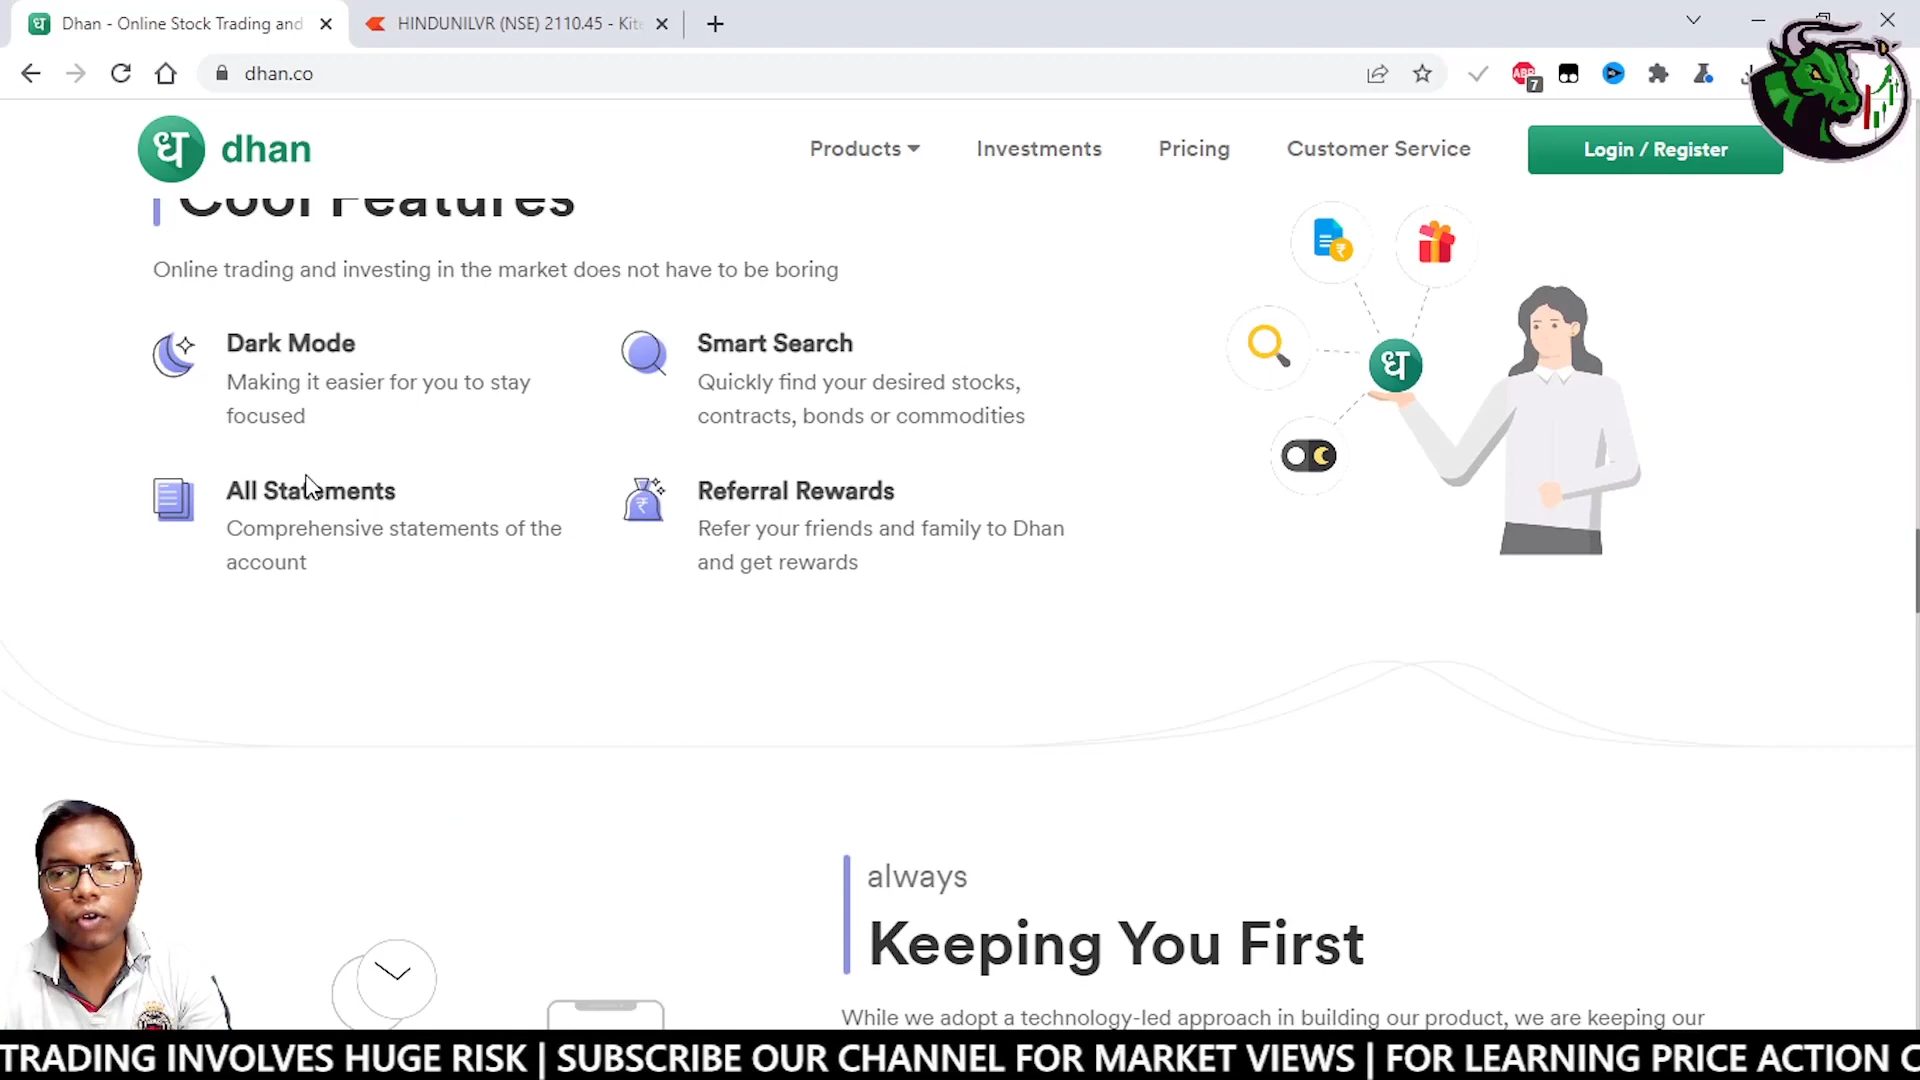 Dhan - Online Stock Trading and
HINDUNILVR (NSE) 2110.45 - Kite
dhan.co
ABP
7
ध dhan
Products
Investments
Pricing
Customer Service
Login / Register
Cool Features
Online trading and investing in the market does not have to be boring
Dark Mode
Making it easier for you to stay
focused
Smart Search
Quickly find your desired stocks,
contracts, bonds or commodities
All Statements
Comprehensive statements of the
account
₹
Referral Rewards
Refer your friends and family to Dhan
and get rewards
₹
ध
always
Keeping You First
While we adopt a technology-led approach in building our product, we are keeping our
TRADING INVOLVES HUGE RISK | SUBSCRIBE OUR CHANNEL FOR MARKET VIEWS | FOR LEARNING PRICE ACTION C